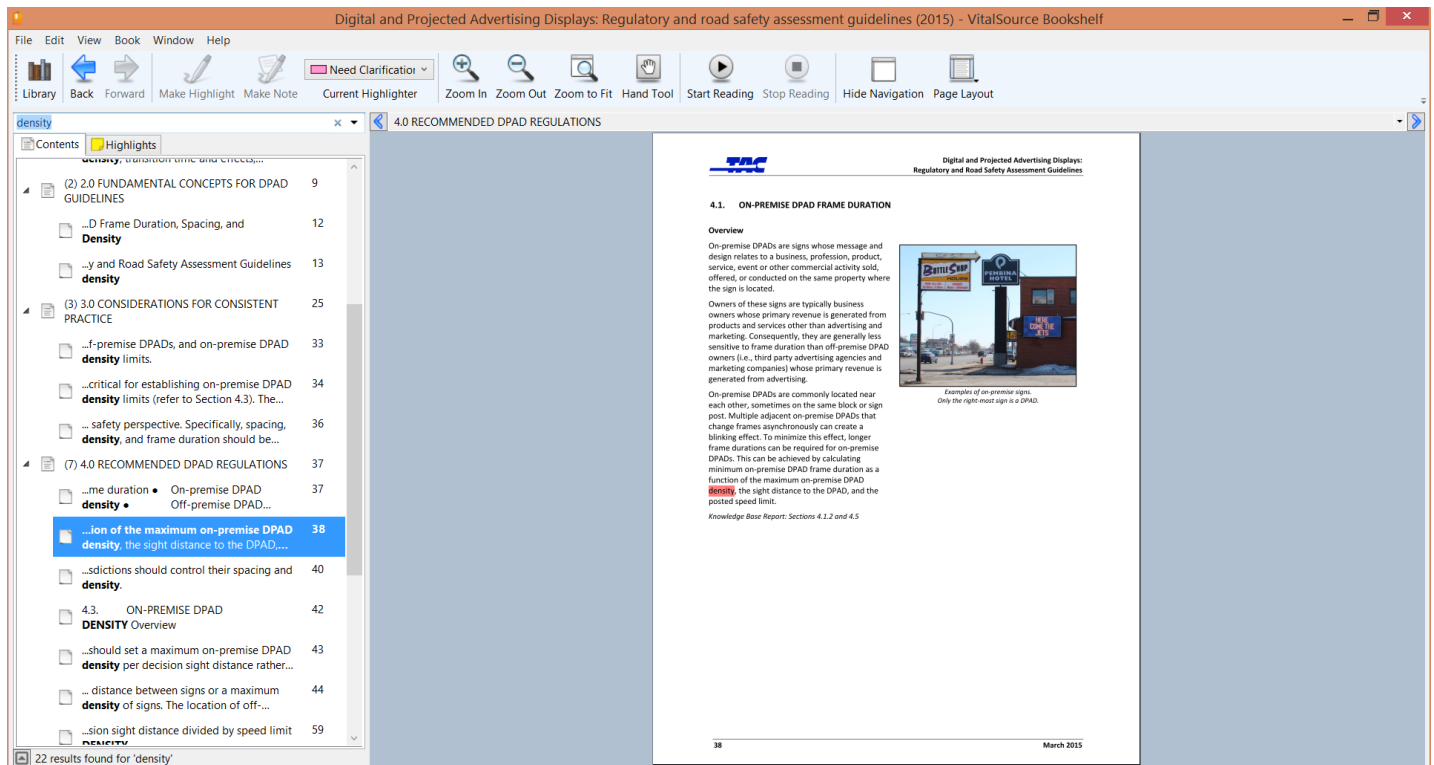 Digital and Projected Advertising Displays: Regulatory and road safety assessment guidelines (2015) - VitalSource Bookshelf
File Edit View Book Window Help
Need Clarification
Library Back Forward Make Highlight Make Note Current Highlighter Zoom In Zoom Out Zoom to Fit Hand Tool Start Reading Stop Reading Hide Navigation Page Layout
density
4.0 RECOMMENDED DPAD REGULATIONS
Contents Highlights
density, transition time and effects,...
(2) 2.0 FUNDAMENTAL CONCEPTS FOR DPAD 9
GUIDELINES
...D Frame Duration, Spacing, and 12
Density
...y and Road Safety Assessment Guidelines 13
density
(3) 3.0 CONSIDERATIONS FOR CONSISTENT 25
PRACTICE
...f-premise DPADs, and on-premise DPAD 33
density limits.
...critical for establishing on-premise DPAD 34
density limits (refer to Section 4.3). The...
... safety perspective. Specifically, spacing, 36
density, and frame duration should be...
(7) 4.0 RECOMMENDED DPAD REGULATIONS 37
...me duration ● On-premise DPAD 37
density ● Off-premise DPAD...
...ion of the maximum on-premise DPAD 38
density, the sight distance to the DPAD,...
...sdictions should control their spacing and 40
density.
4.3. ON-PREMISE DPAD 42
DENSITY Overview
...should set a maximum on-premise DPAD 43
density per decision sight distance rather...
... distance between signs or a maximum 44
density of signs. The location of off-...
...sion sight distance divided by speed limit 59
DENSITY
22 results found for 'density'
TAC
Digital and Projected Advertising Displays:
Regulatory and Road Safety Assessment Guidelines
4.1. ON-PREMISE DPAD FRAME DURATION
Overview
On-premise DPADs are signs whose message and
design relates to a business, profession, product,
service, event or other commercial activity sold,
offered, or conducted on the same property where
the sign is located.
Owners of these signs are typically business
owners whose primary revenue is generated from
products and services other than advertising and
marketing. Consequently, they are generally less
sensitive to frame duration than off-premise DPAD
owners (i.e., third party advertising agencies and
marketing companies) whose primary revenue is
generated from advertising.
On-premise DPADs are commonly located near
each other, sometimes on the same block or sign
post. Multiple adjacent on-premise DPADs that
change frames asynchronously can create a
blinking effect. To minimize this effect, longer
frame durations can be required for on-premise
DPADs. This can be achieved by calculating
minimum on-premise DPAD frame duration as a
function of the maximum on-premise DPAD
density, the sight distance to the DPAD, and the
posted speed limit.
Knowledge Base Report: Sections 4.1.2 and 4.5
BOTTLE SHOP
PEMBINA
HOTEL
HERE
COME THE
JETS
Examples of on-premise signs.
Only the right-most sign is a DPAD.
38 March 2015